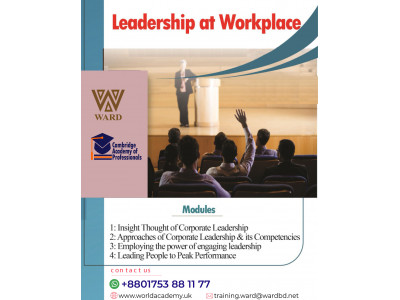 Leadership at Workplace
WARD
Cambridge
Academy of
Professionals
Modules
1: Insight Thought of Corporate Leadership
2: Approaches of Corporate Leadership & its Competencies
3: Employing the power of engaging leadership
4: Leading People to Peak Performance
contact us
+8801753 88 11 77
www.worldacademy.uk
training.ward@wardbd.net